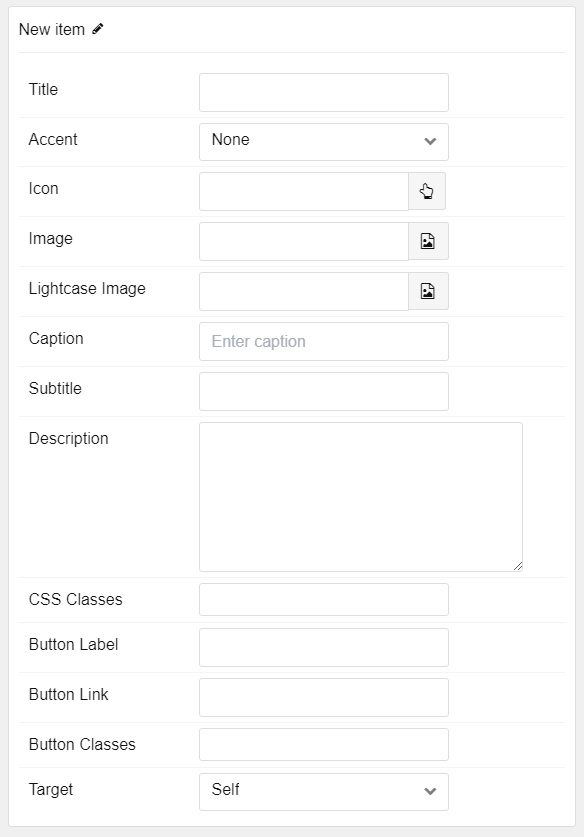 New item
Title
Accent
None
Icon
Image
Lightcase Image
Caption
Enter caption
Subtitle
Description
CSS Classes
Button Label
Button Link
Button Classes
Target
Self